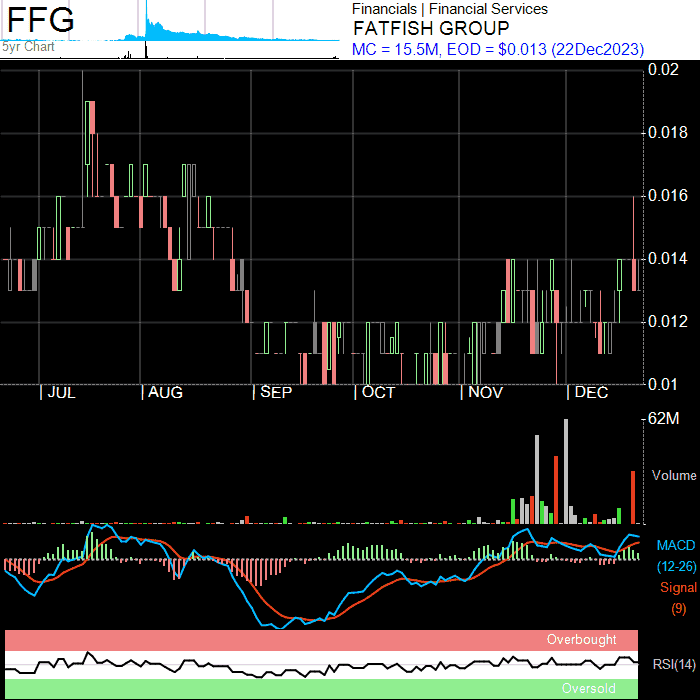 FFG
5yr Chart
Financials | Financial Services
FATFISH GROUP
MC = 15.5M, EOD = $0.013 (22Dec2023)
0.02
0.018
0.016
0.014
0.012
0.01
JUL AUG SEP OCT NOV DEC
62M
Volume
MACD
(12-26)
Signal
(9)
Overbought
RSI(14)
Oversold